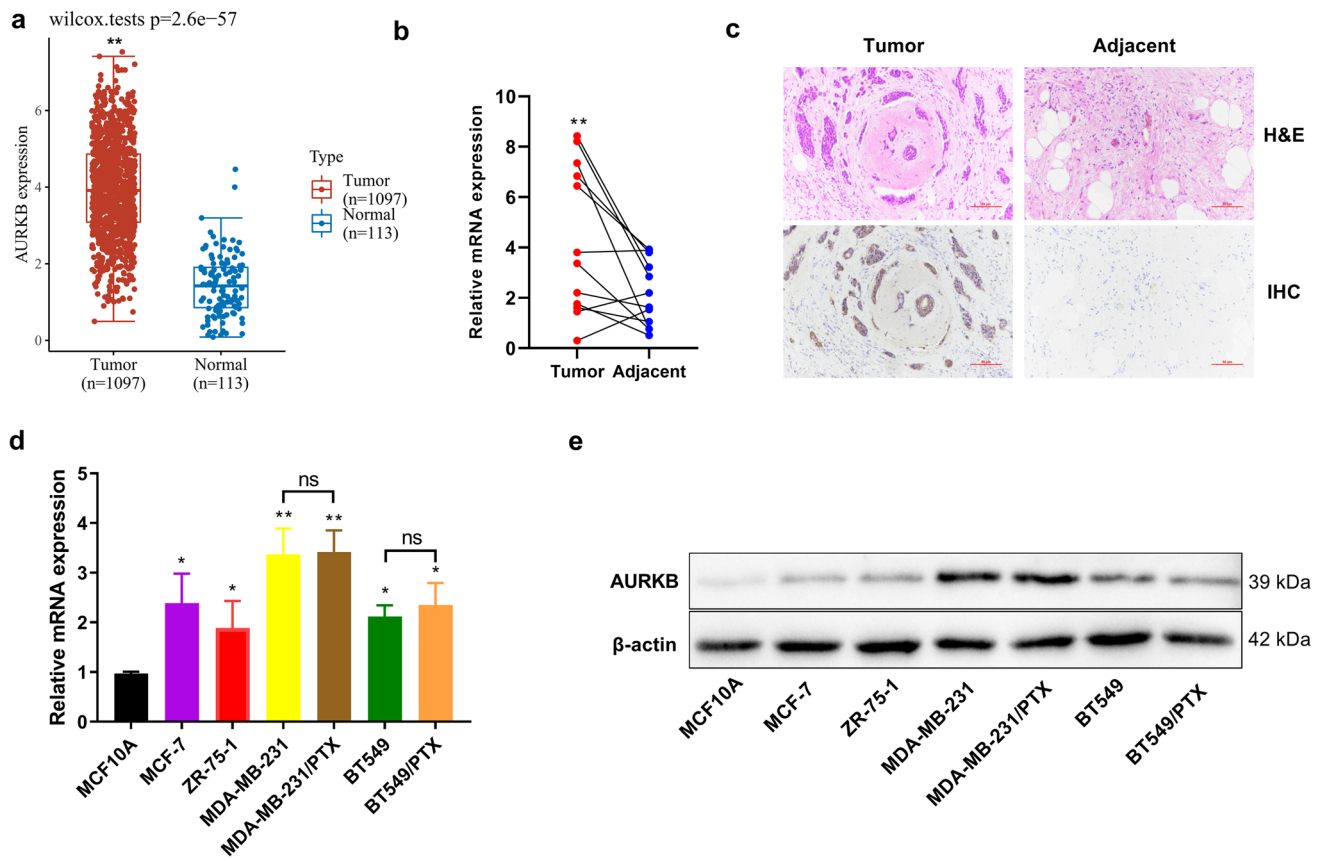 a
wilcox.tests p=2.6e−57
**
AURKB expression
6
4
2
0
Tumor
(n=1097)
Normal
(n=113)
Type
Tumor
(n=1097)
Normal
(n=113)
b
Relative mRNA expression
10
8
6
4
2
0
**
Tumor Adjacent
c
Tumor Adjacent
H&E
IHC
d
Relative mRNA expression
5
4
3
2
1
0
*
*
**
ns
**
*
ns
*
MCF10A
MCF-7
ZR-75-1
MDA-MB-231
MDA-MB-231/PTX
BT549
BT549/PTX
e
AURKB
39 kDa
β-actin
42 kDa
MCF10A
MCF-7
ZR-75-1
MDA-MB-231
MDA-MB-231/PTX
BT549
BT549/PTX